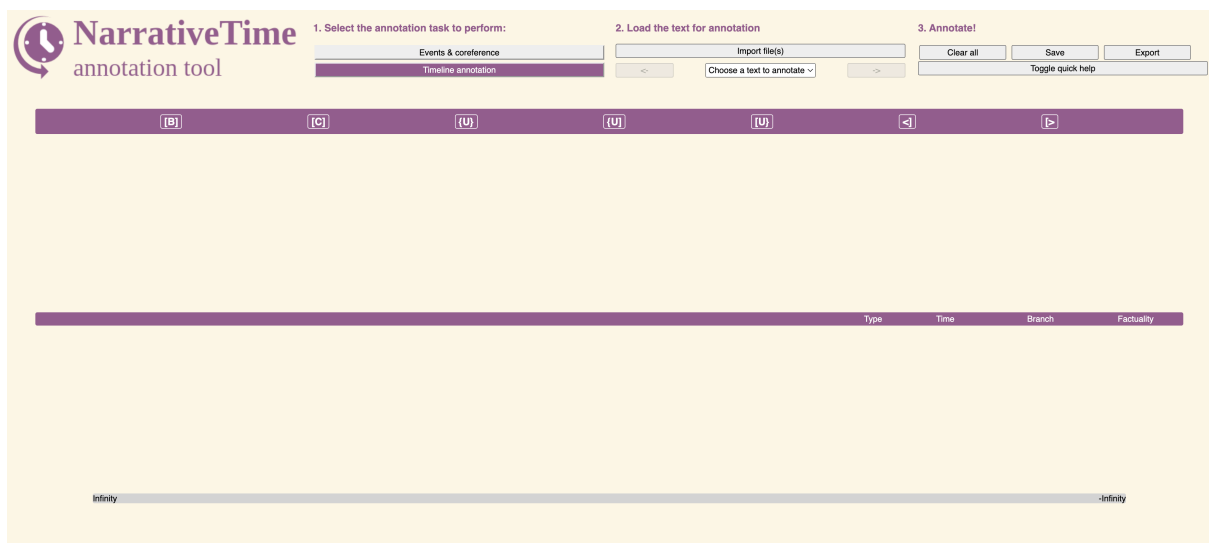 NarrativeTime
annotation tool
1. Select the annotation task to perform:
Events & coreference
Timeline annotation
2. Load the text for annotation
Import file(s)
<- Choose a text to annotate ->
3. Annotate!
Clear all Save Export
Toggle quick help
[B] [C] {U} {U] [U} <] [>
Type Time Branch Factuality
Infinity -Infinity